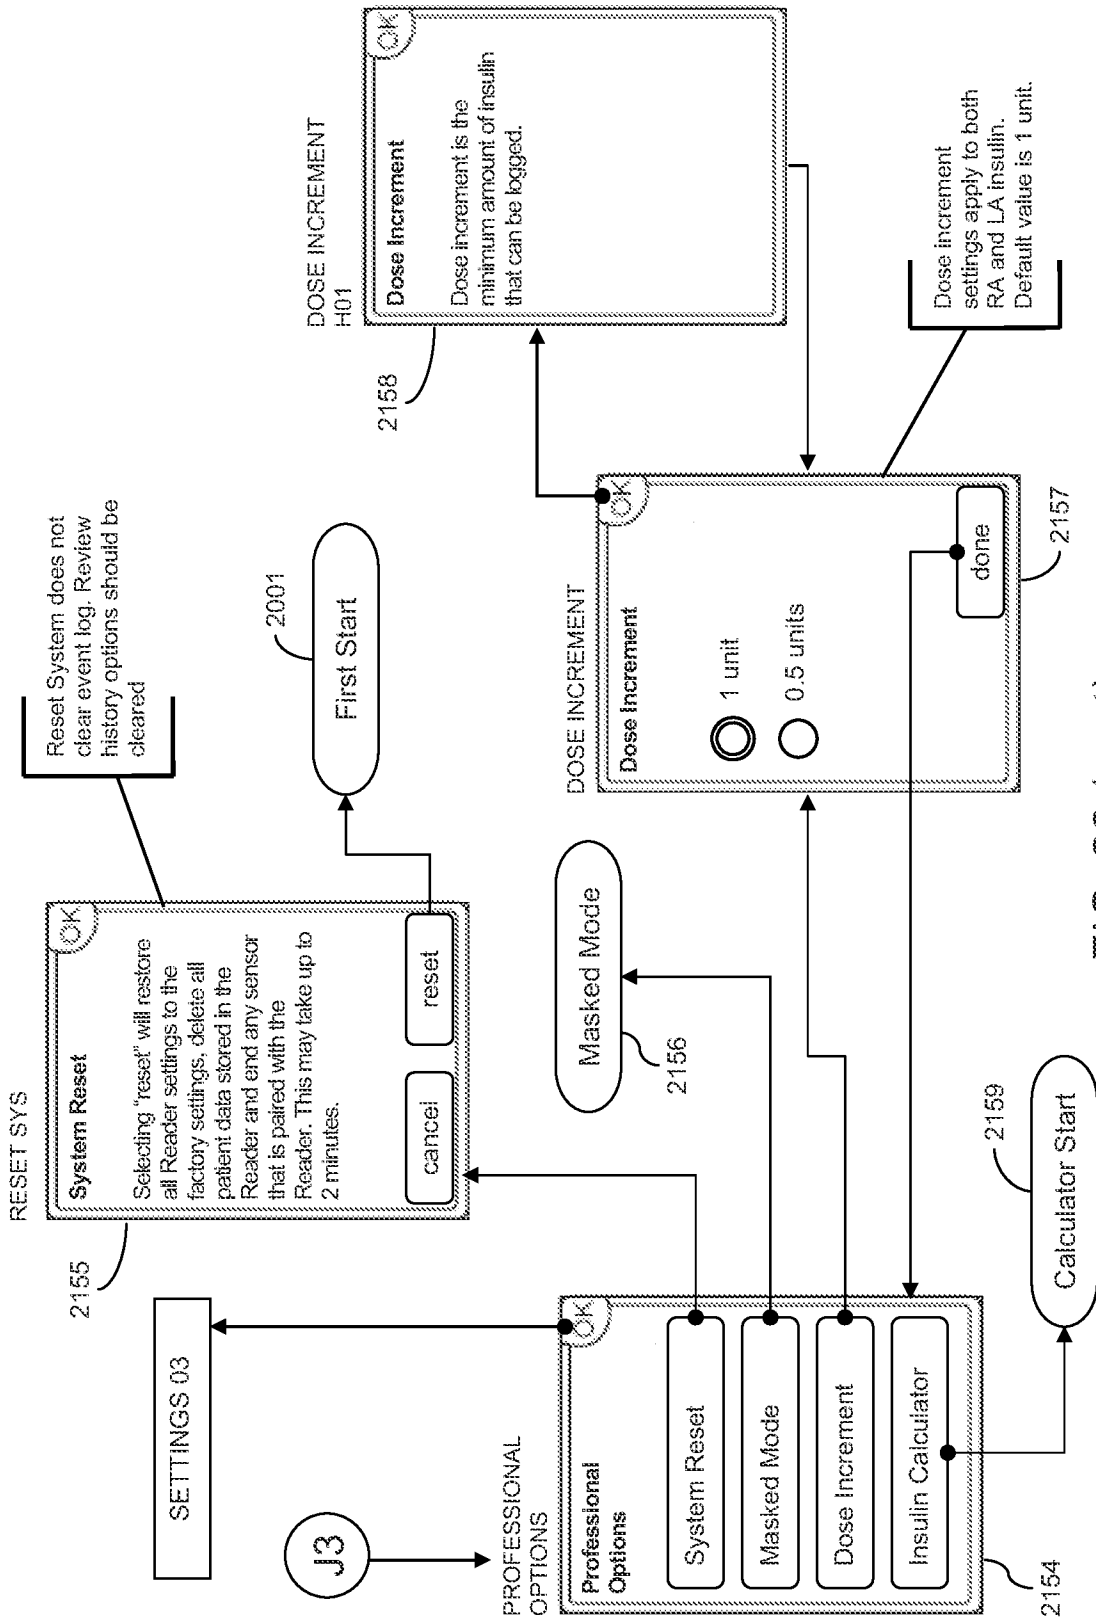 RESET SYS
2155
System Reset
OK
Selecting "reset" will restore
all Reader settings to the
factory settings, delete all
patient data stored in the
Reader and end any sensor
that is paired with the
Reader. This may take up to
2 minutes.
cancel
reset
Reset System does not
clear event log. Review
history options should be
cleared
2001
First Start
SETTINGS 03
J3
PROFESSIONAL
OPTIONS
Professional
Options
OK
System Reset
Masked Mode
Dose Increment
Insulin Calculator
2154
Masked Mode
2156
2159
Calculator Start
DOSE INCREMENT
Dose Increment
OK
1 unit
0.5 units
done
2157
DOSE INCREMENT
H01
2158
Dose Increment
OK
Dose increment is the
minimum amount of insulin
that can be logged.
Dose increment
settings apply to both
RA and LA insulin.
Default value is 1 unit.